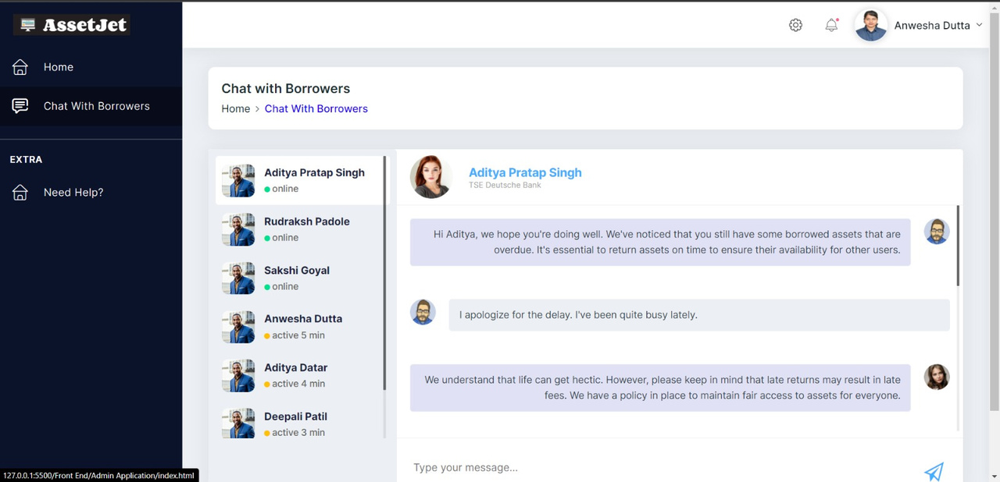 AssetJet
Home
Chat With Borrowers
EXTRA
Need Help?
Anwesha Dutta
Chat with Borrowers
Home > Chat With Borrowers
Aditya Pratap Singh
online
Rudraksh Padole
online
Sakshi Goyal
online
Anwesha Dutta
active 5 min
Aditya Datar
active 4 min
Deepali Patil
active 3 min
Aditya Pratap Singh
TSE Deutsche Bank
Hi Aditya, we hope you're doing well. We've noticed that you still have some borrowed assets that are
overdue. It's essential to return assets on time to ensure their availability for other users.
I apologize for the delay. I've been quite busy lately.
We understand that life can get hectic. However, please keep in mind that late returns may result in late
fees. We have a policy in place to maintain fair access to assets for everyone.
Type your message...
127.0.0.1:5500/Front End/Admin Application/index.html